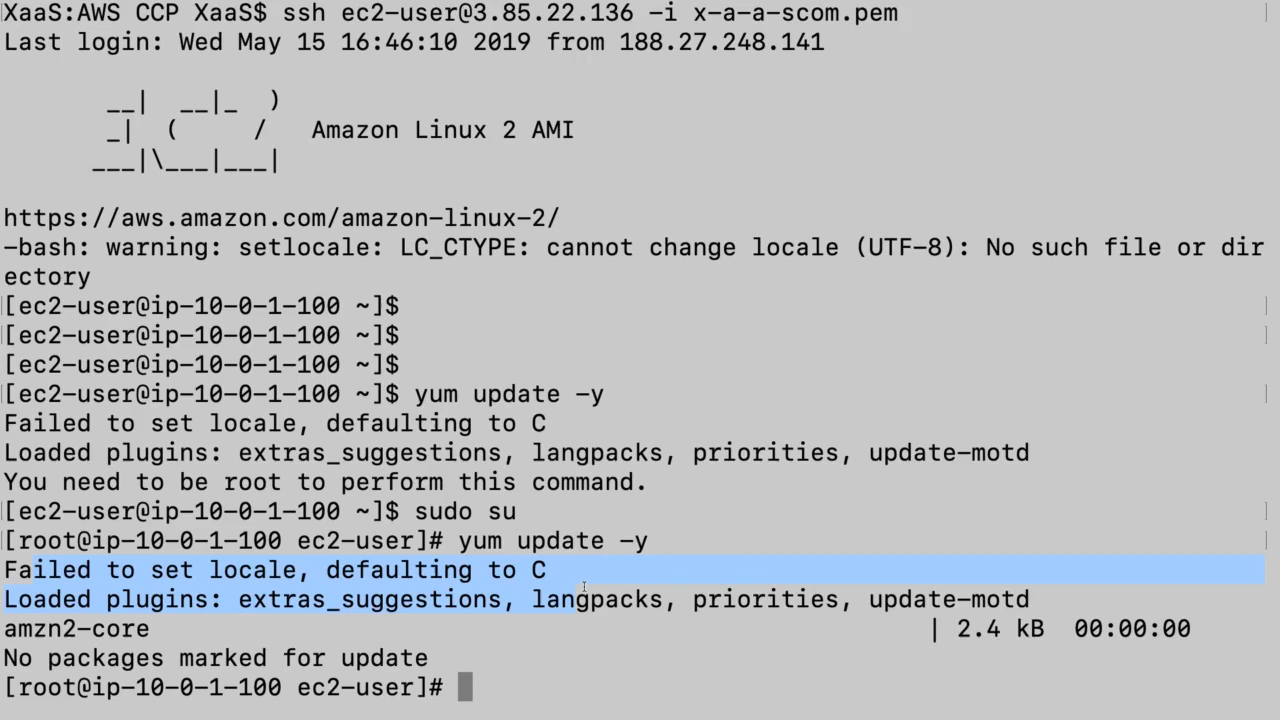 XaaS:AWS CCP XaaS$ ssh ec2-user@3.85.22.136 -i x-a-a-scom.pem
Last login: Wed May 15 16:46:10 2019 from 188.27.248.141
       __|  __|_  )
       _|  (     /   Amazon Linux 2 AMI
      ___|\___|___|
https://aws.amazon.com/amazon-linux-2/
-bash: warning: setlocale: LC_CTYPE: cannot change locale (UTF-8): No such file or dir
ectory
[ec2-user@ip-10-0-1-100 ~]$
[ec2-user@ip-10-0-1-100 ~]$
[ec2-user@ip-10-0-1-100 ~]$
[ec2-user@ip-10-0-1-100 ~]$ yum update -y
Failed to set locale, defaulting to C
Loaded plugins: extras_suggestions, langpacks, priorities, update-motd
You need to be root to perform this command.
[ec2-user@ip-10-0-1-100 ~]$ sudo su
[root@ip-10-0-1-100 ec2-user]# yum update -y
Failed to set locale, defaulting to C
Loaded plugins: extras_suggestions, langpacks, priorities, update-motd
amzn2-core                                                     | 2.4 kB  00:00:00
No packages marked for update
[root@ip-10-0-1-100 ec2-user]#